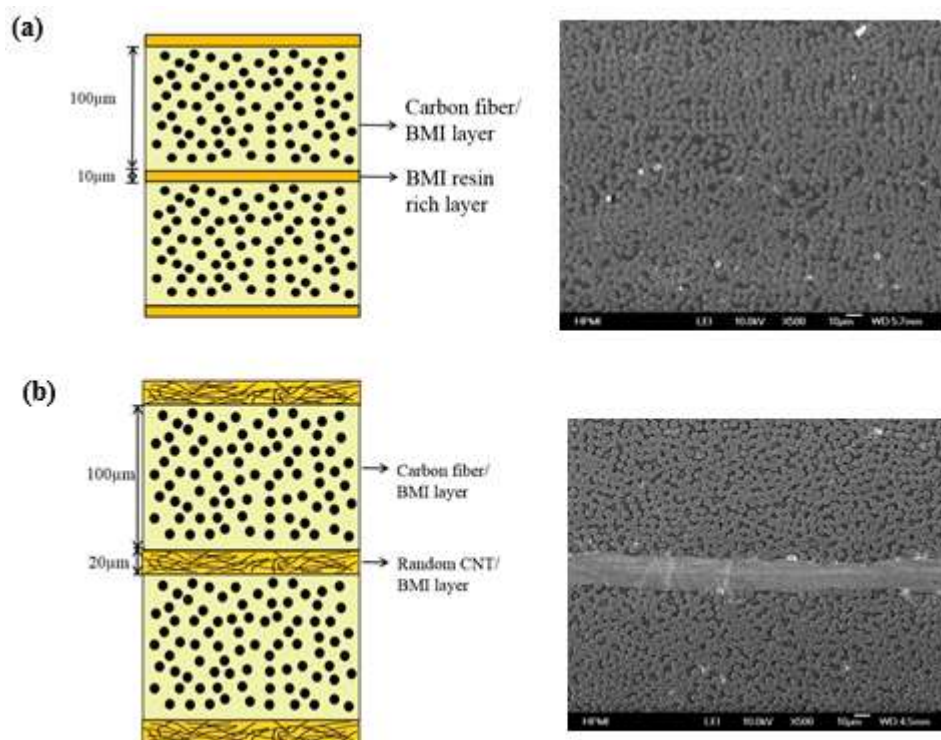 (a)
100μm
10μm
Carbon fiber/
BMI layer
BMI resin
rich layer
HPMI LEI 10.0kV X500 10μm WD 5.7mm
(b)
100μm
20μm
Carbon fiber/
BMI layer
Random CNT/
BMI layer
HPMI LEI 10.0kV X500 10μm WD 4.5mm